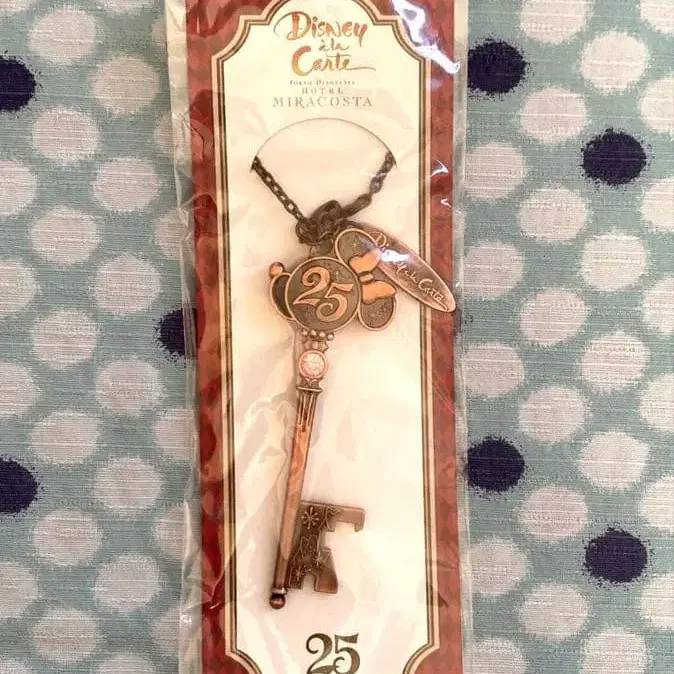 Disney
à la
Carte
TOKYO DISNEYSEA
HOTEL
MIRACOSTA
25
Disney à la Carte
25